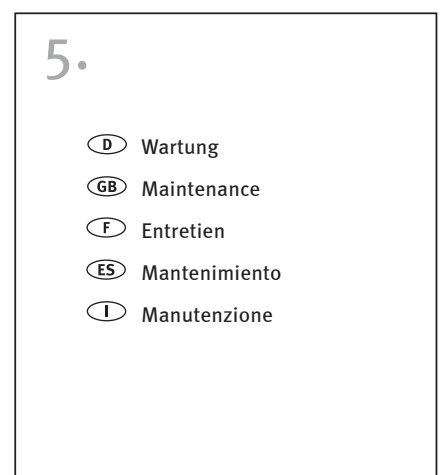 5.
D Wartung
GB Maintenance
F Entretien
ES Mantenimiento
I Manutenzione